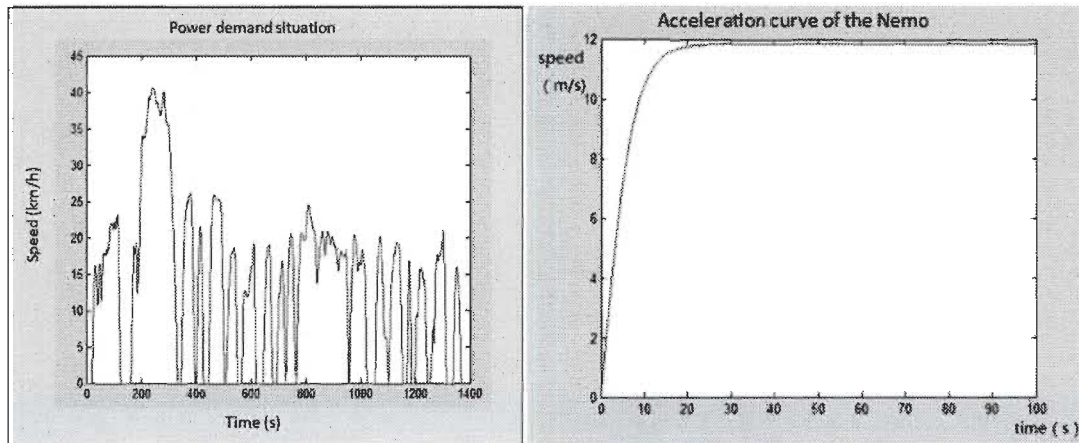 Power demand situation
45
40
35
30
25
20
15
10
5
0
Speed (km/h)
0 200 400 600 800 1000 1200 1400
Time (s)
Acceleration curve of the Nemo
speed
( m/s)
12
10
8
6
4
2
0
0 10 20 30 40 50 60 70 80 90 100
time ( s )